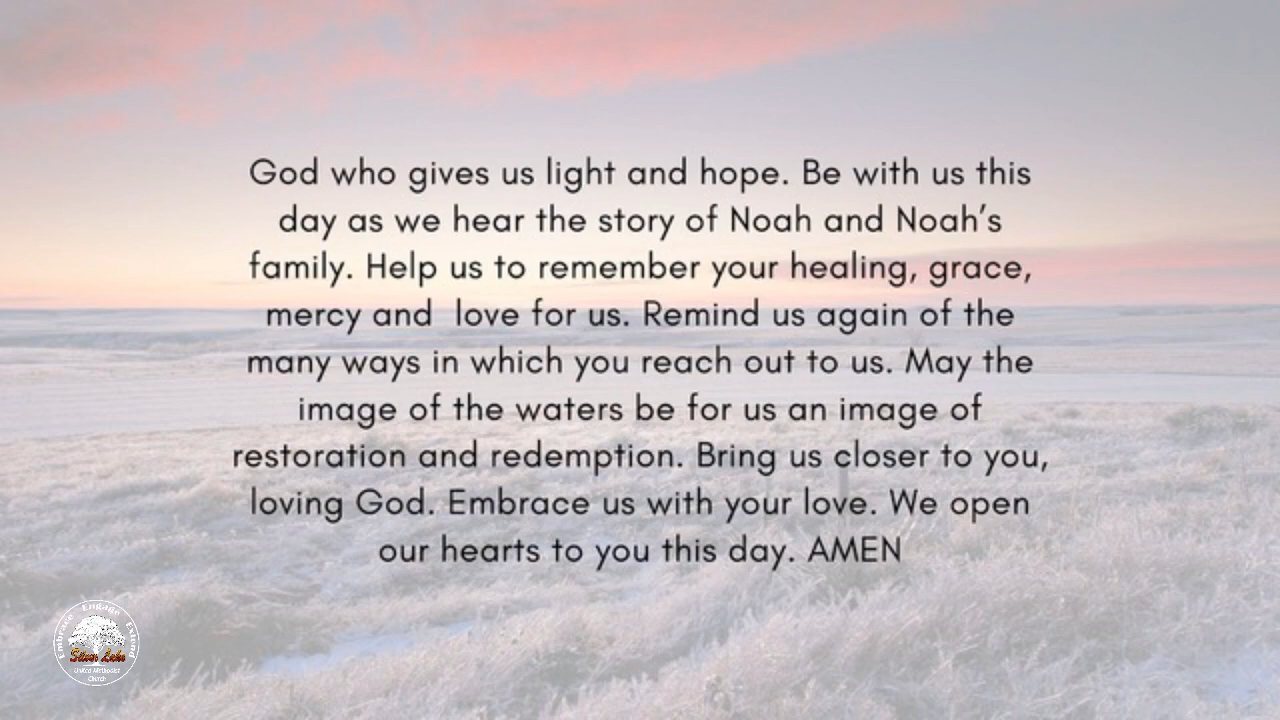 God who gives us light and hope. Be with us this
day as we hear the story of Noah and Noah’s
family. Help us to remember your healing, grace,
mercy and  love for us. Remind us again of the
many ways in which you reach out to us. May the
image of the waters be for us an image of
restoration and redemption. Bring us closer to you,
loving God. Embrace us with your love. We open
our hearts to you this day. AMEN
Embrace Engage Extend
Silver Lake
United Methodist
Church